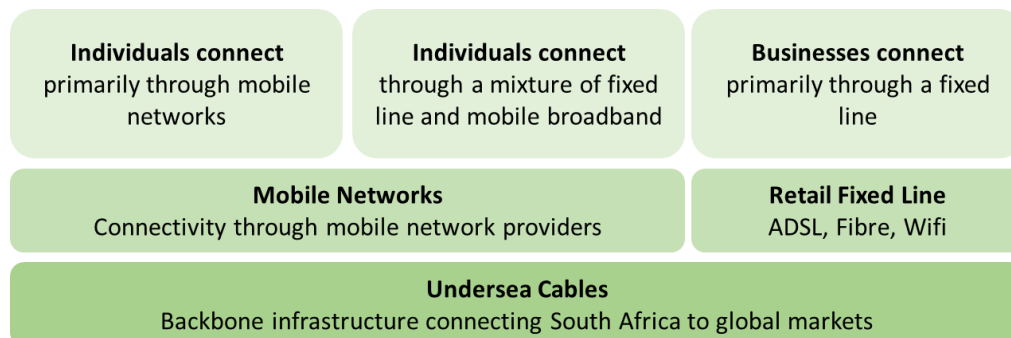 Individuals connect
primarily through mobile
networks
Individuals connect
through a mixture of fixed
line and mobile broadband
Businesses connect
primarily through a fixed
line
Mobile Networks
Connectivity through mobile network providers
Retail Fixed Line
ADSL, Fibre, Wifi
Undersea Cables
Backbone infrastructure connecting South Africa to global markets